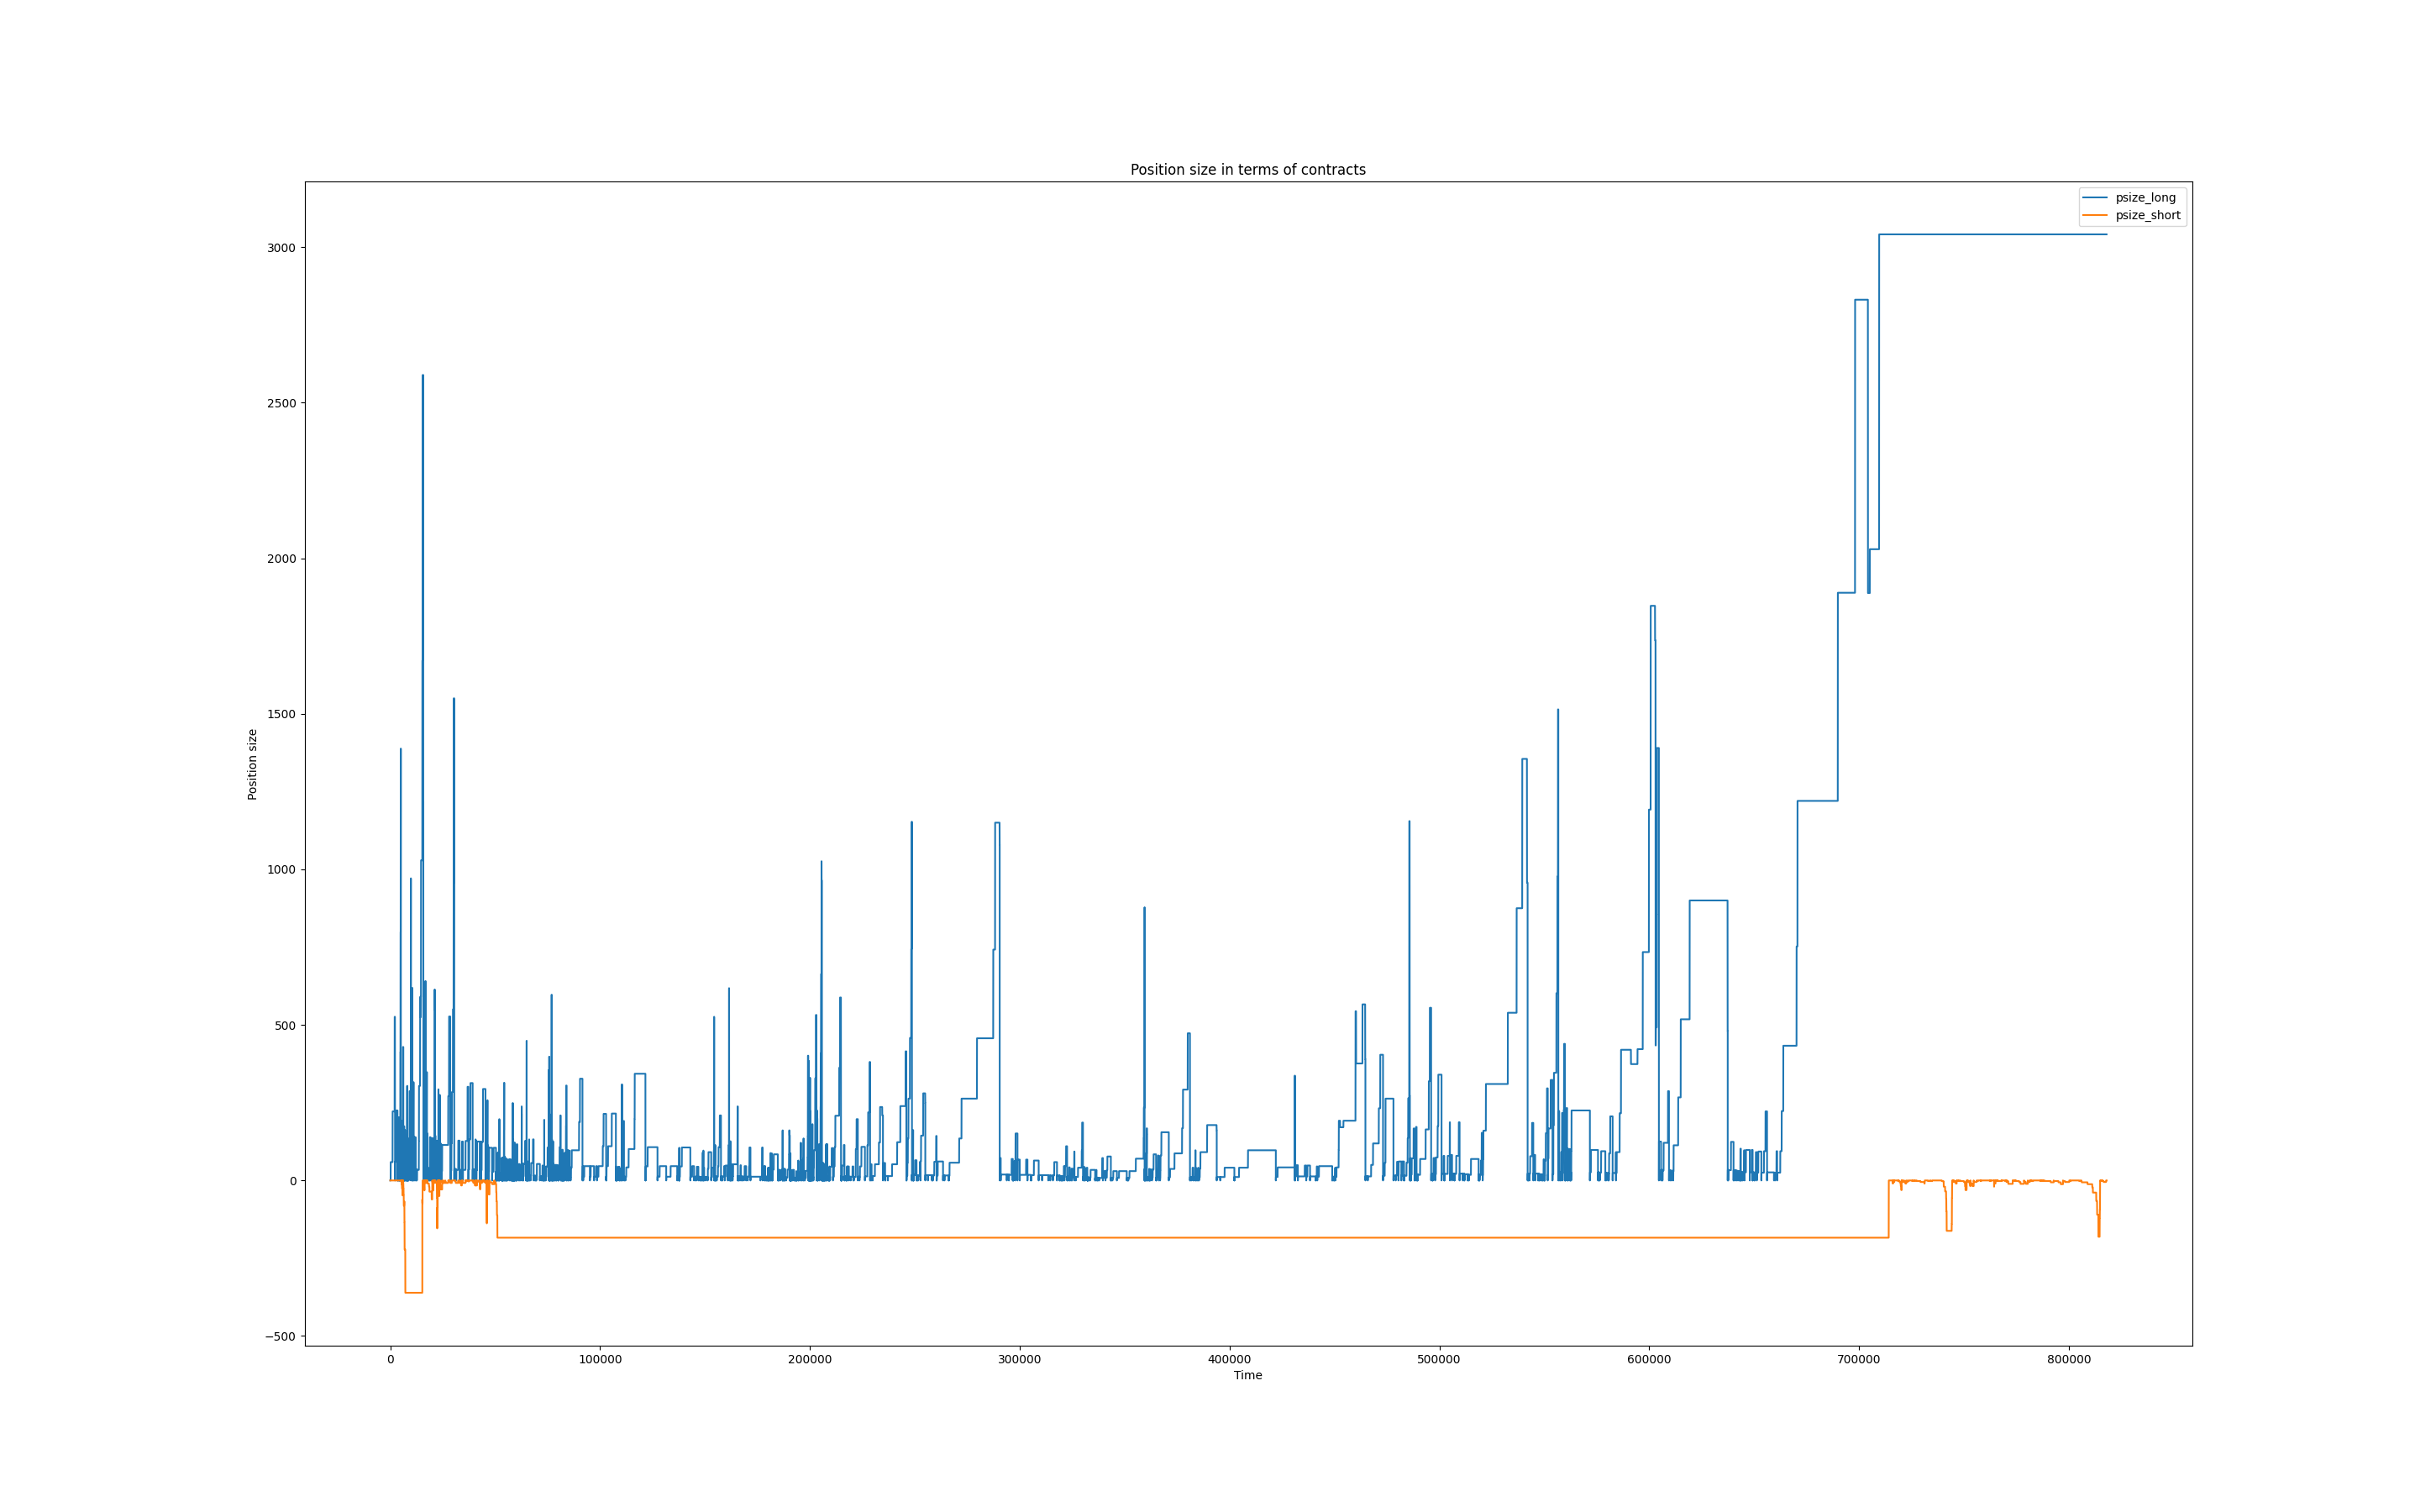 Position size in terms of contracts
psize_long
psize_short
3000
2500
2000
1500
1000
500
0
−500
Position size
0 100000 200000 300000 400000 500000 600000 700000 800000
Time